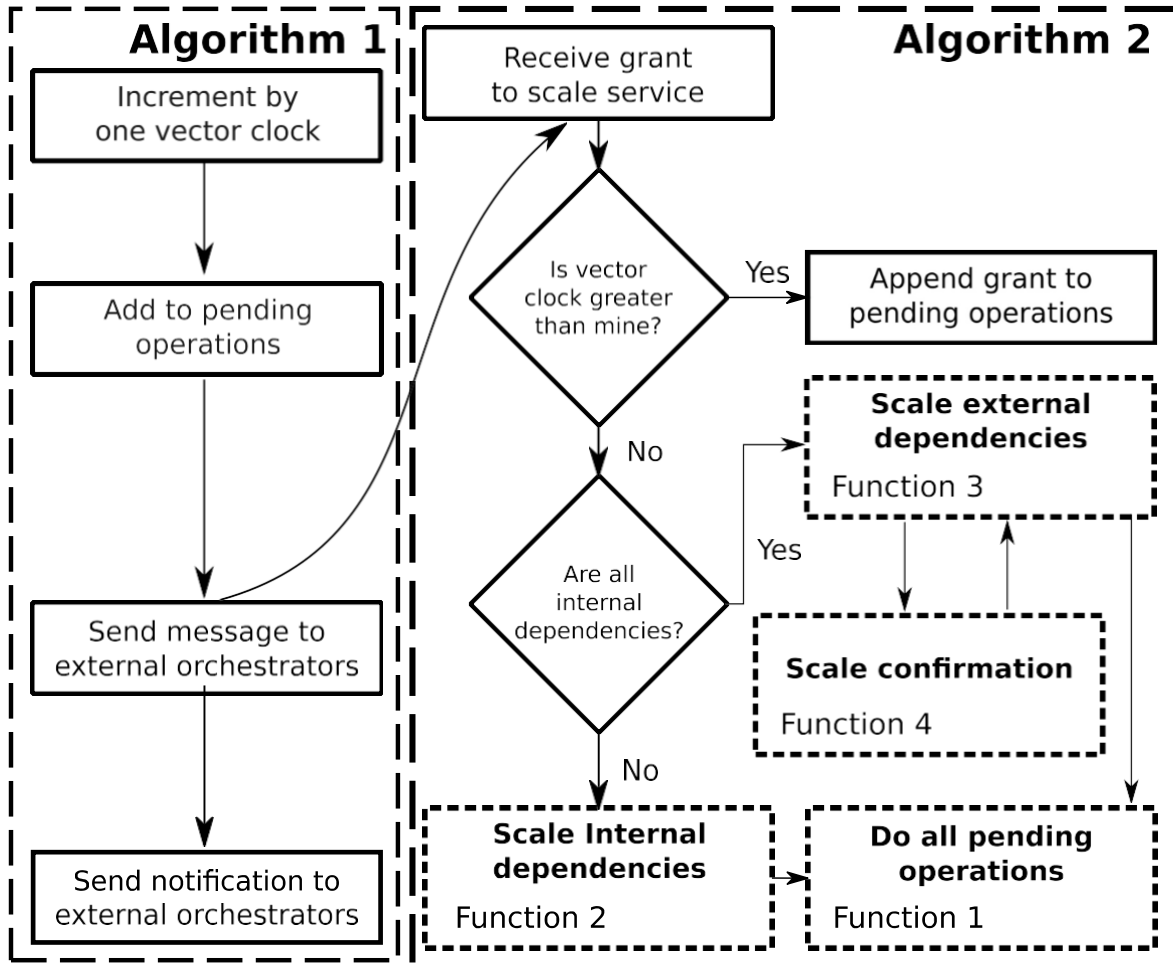 Algorithm 1
Increment by
one vector clock
Add to pending
operations
Send message to
external orchestrators
Send notification to
external orchestrators
Algorithm 2
Receive grant
to scale service
Is vector
clock greater
than mine?
Yes
Append grant to
pending operations
No
Are all
internal
dependencies?
Yes
Scale external
dependencies
Function 3
Scale confirmation
Function 4
No
Scale Internal
dependencies
Function 2
Do all pending
operations
Function 1